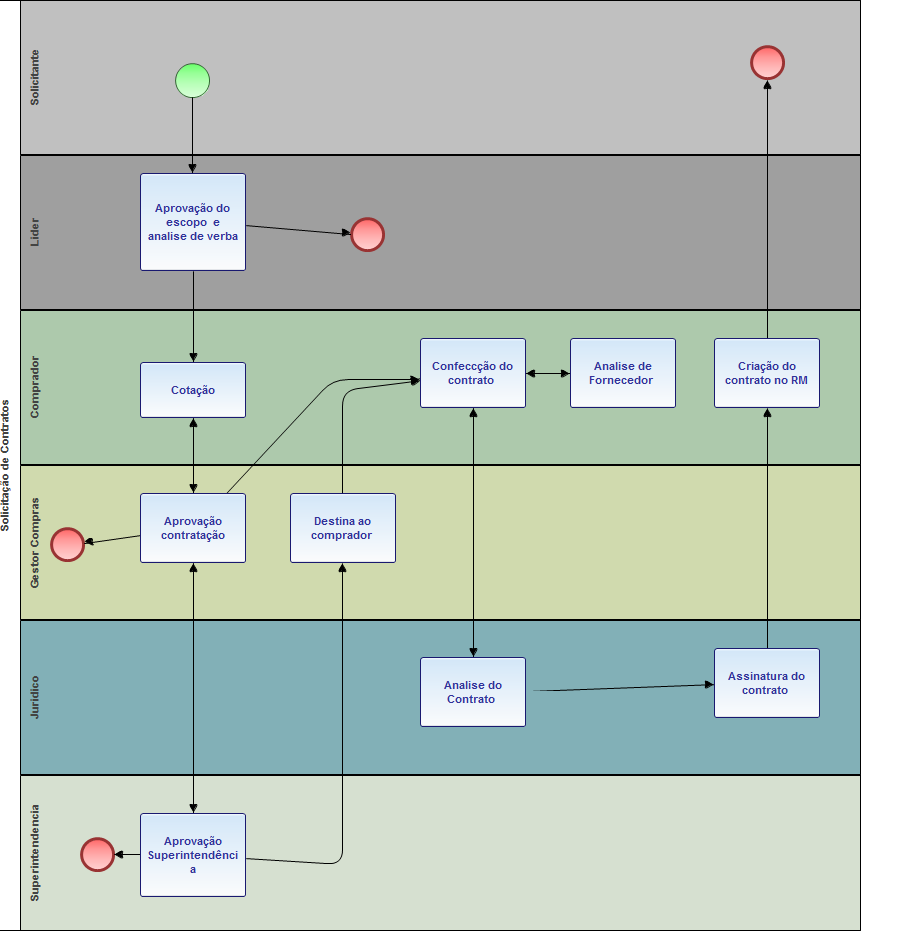 Solicitação de Contratos
Solicitante
Lider
Aprovação do
escopo e
analise de verba
Comprador
Cotação
Confeccção do
contrato
Analise de
Fornecedor
Criação do
contrato no RM
Gestor Compras
Aprovação
contratação
Destina ao
comprador
Jurídico
Analise do
Contrato
Assinatura do
contrato
Superintendencia
Aprovação
Superintendênci
a